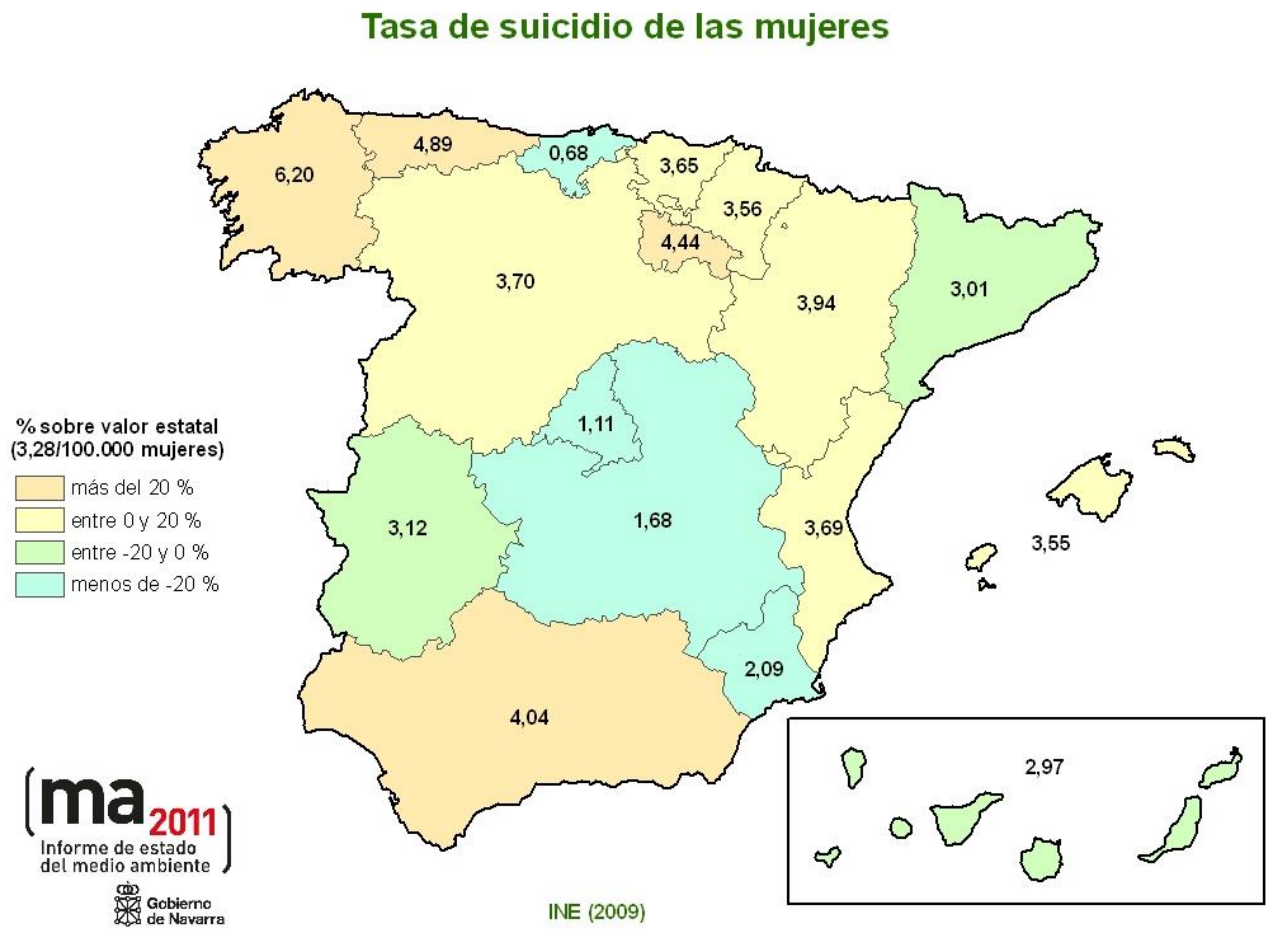 Tasa de suicidio de las mujeres
4,89
0,68
3,65
6,20
3,56
4,44
3,70
3,94
3,01
1,11
% sobre valor estatal
(3,28/100.000 mujeres)
más del 20 %
entre 0 y 20 %
entre -20 y 0 %
menos de -20 %
3,12
1,68
3,69
3,55
2,09
4,04
2,97
(ma 2011)
Informe de estado
del medio ambiente
Gobierno
de Navarra
INE (2009)